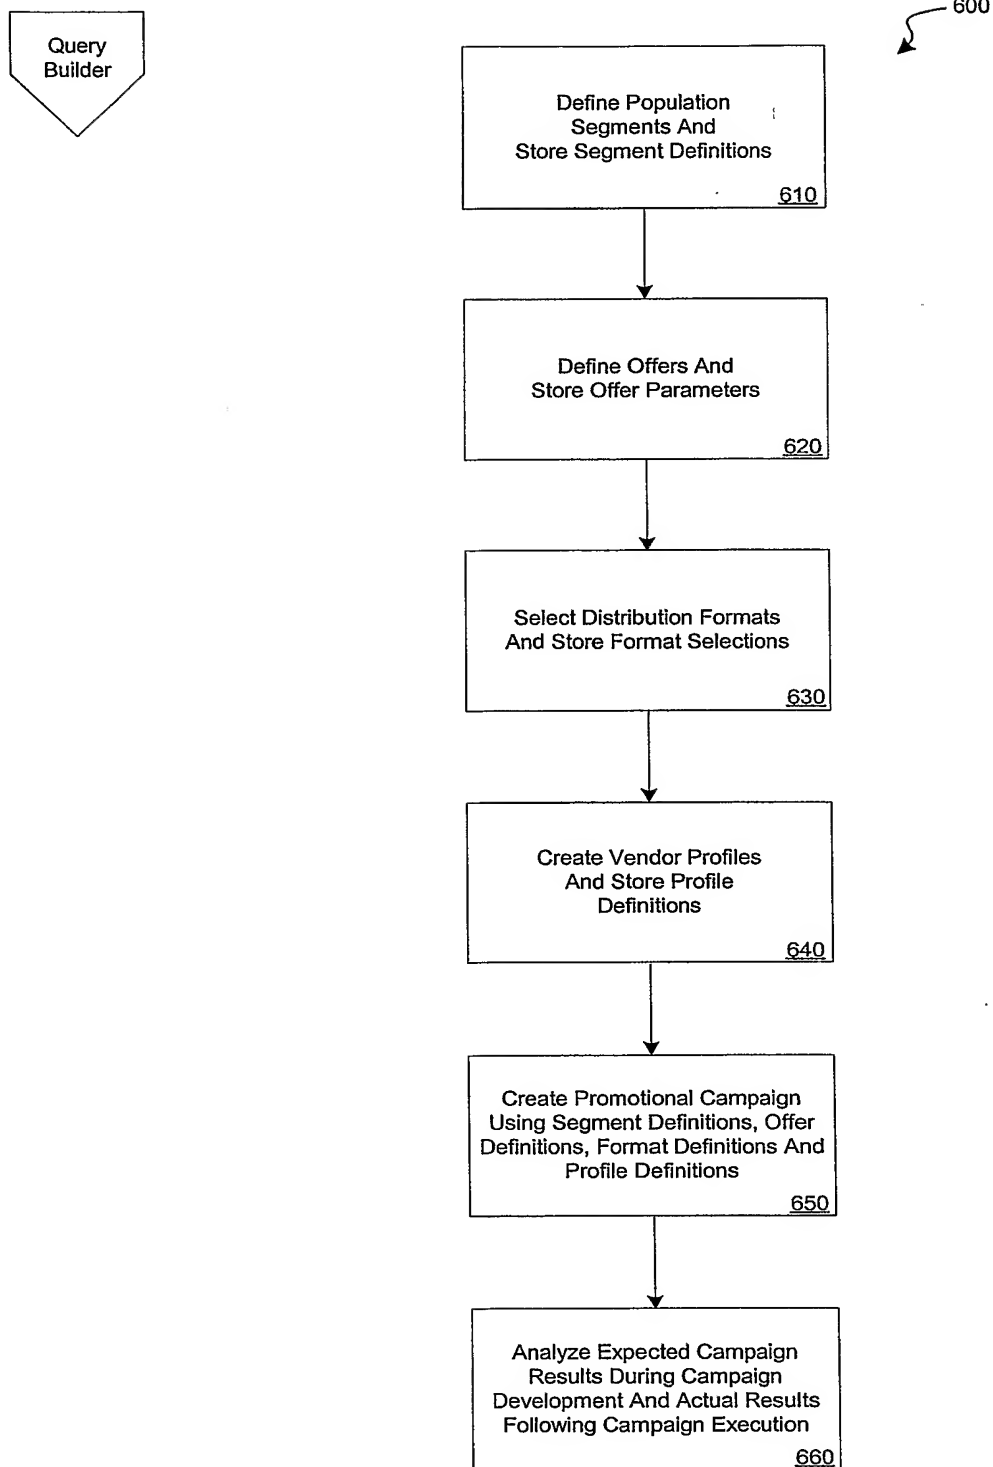 600
Query
Builder
Define Population
Segments And
Store Segment Definitions
610
Define Offers And
Store Offer Parameters
620
Select Distribution Formats
And Store Format Selections
630
Create Vendor Profiles
And Store Profile
Definitions
640
Create Promotional Campaign
Using Segment Definitions, Offer
Definitions, Format Definitions And
Profile Definitions
650
Analyze Expected Campaign
Results During Campaign
Development And Actual Results
Following Campaign Execution
660